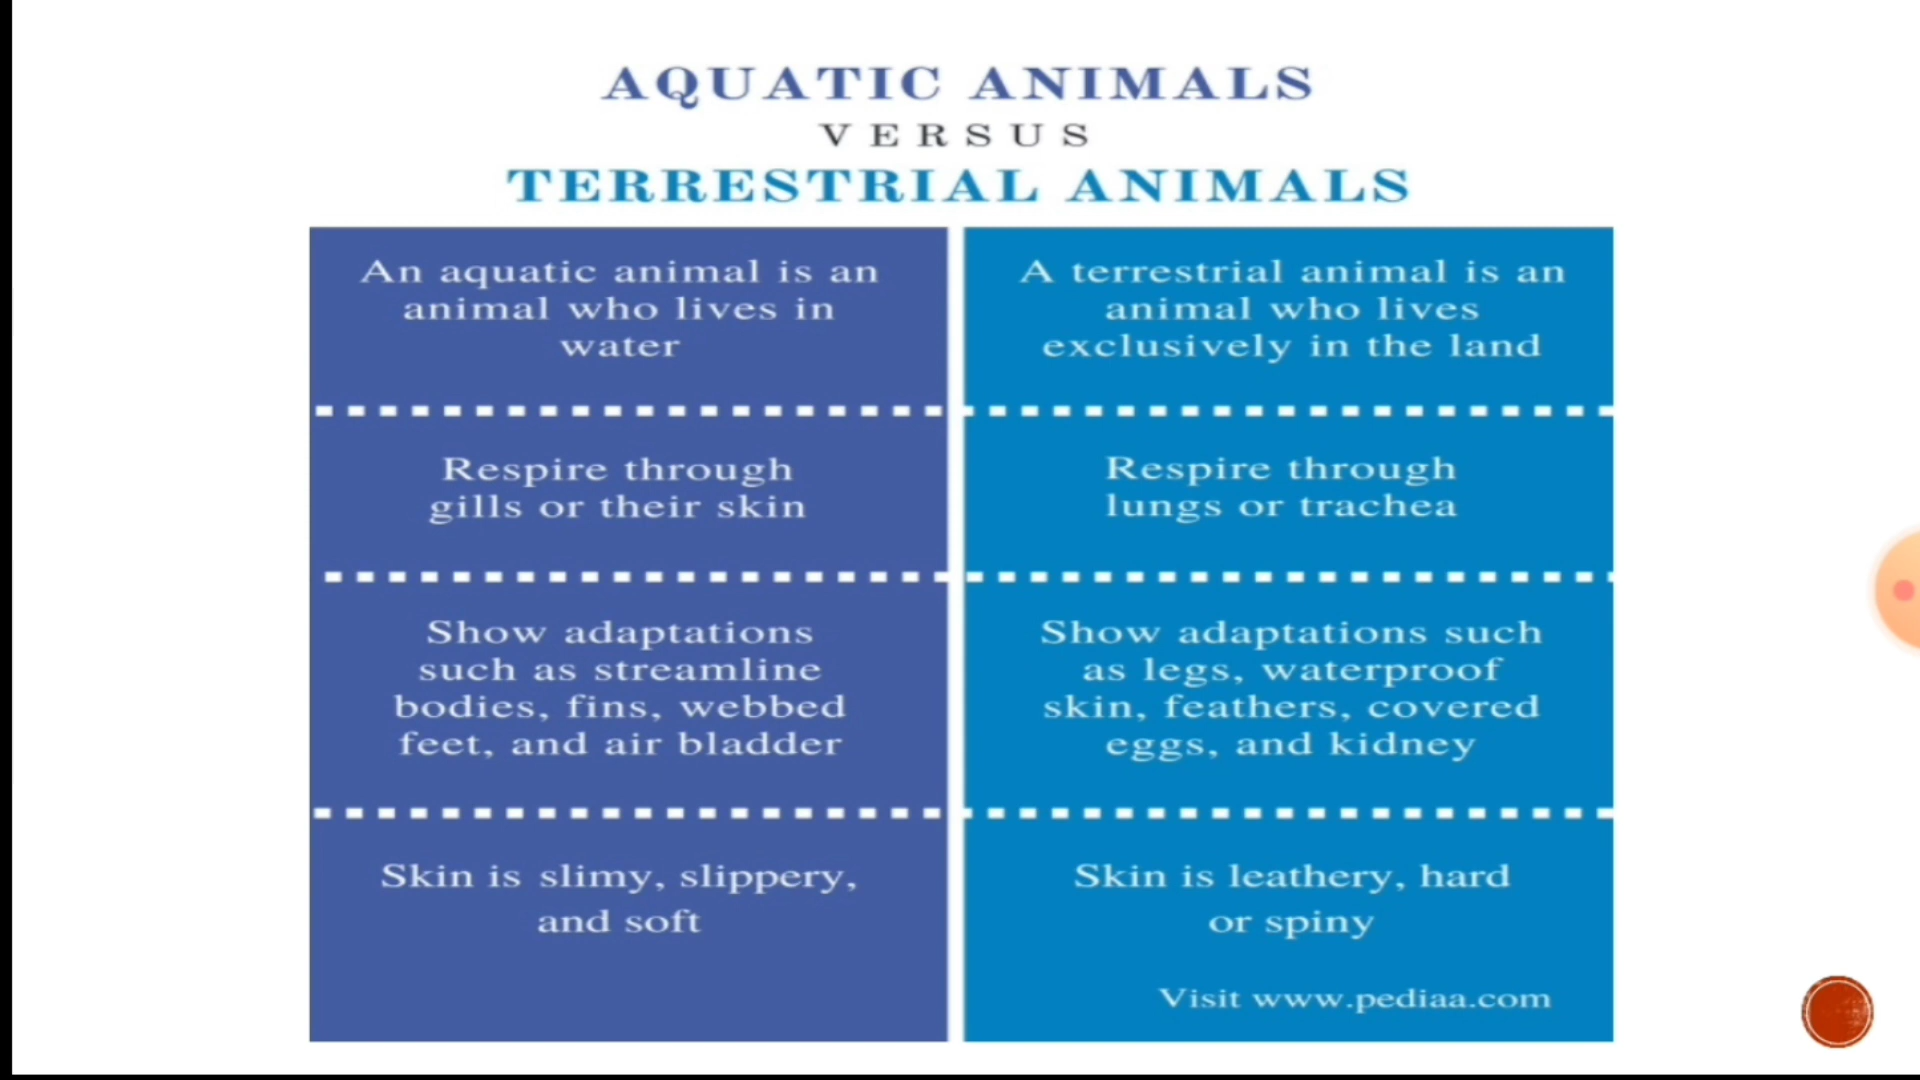 AQUATIC ANIMALS
VERSUS
TERRESTRIAL ANIMALS
An aquatic animal is an
animal who lives in
water
A terrestrial animal is an
animal who lives
exclusively in the land
Respire through
gills or their skin
Respire through
lungs or trachea
Show adaptations
such as streamline
bodies, fins, webbed
feet, and air bladder
Show adaptations such
as legs, waterproof
skin, feathers, covered
eggs, and kidney
Skin is slimy, slippery,
and soft
Skin is leathery, hard
or spiny
Visit www.pediaa.com